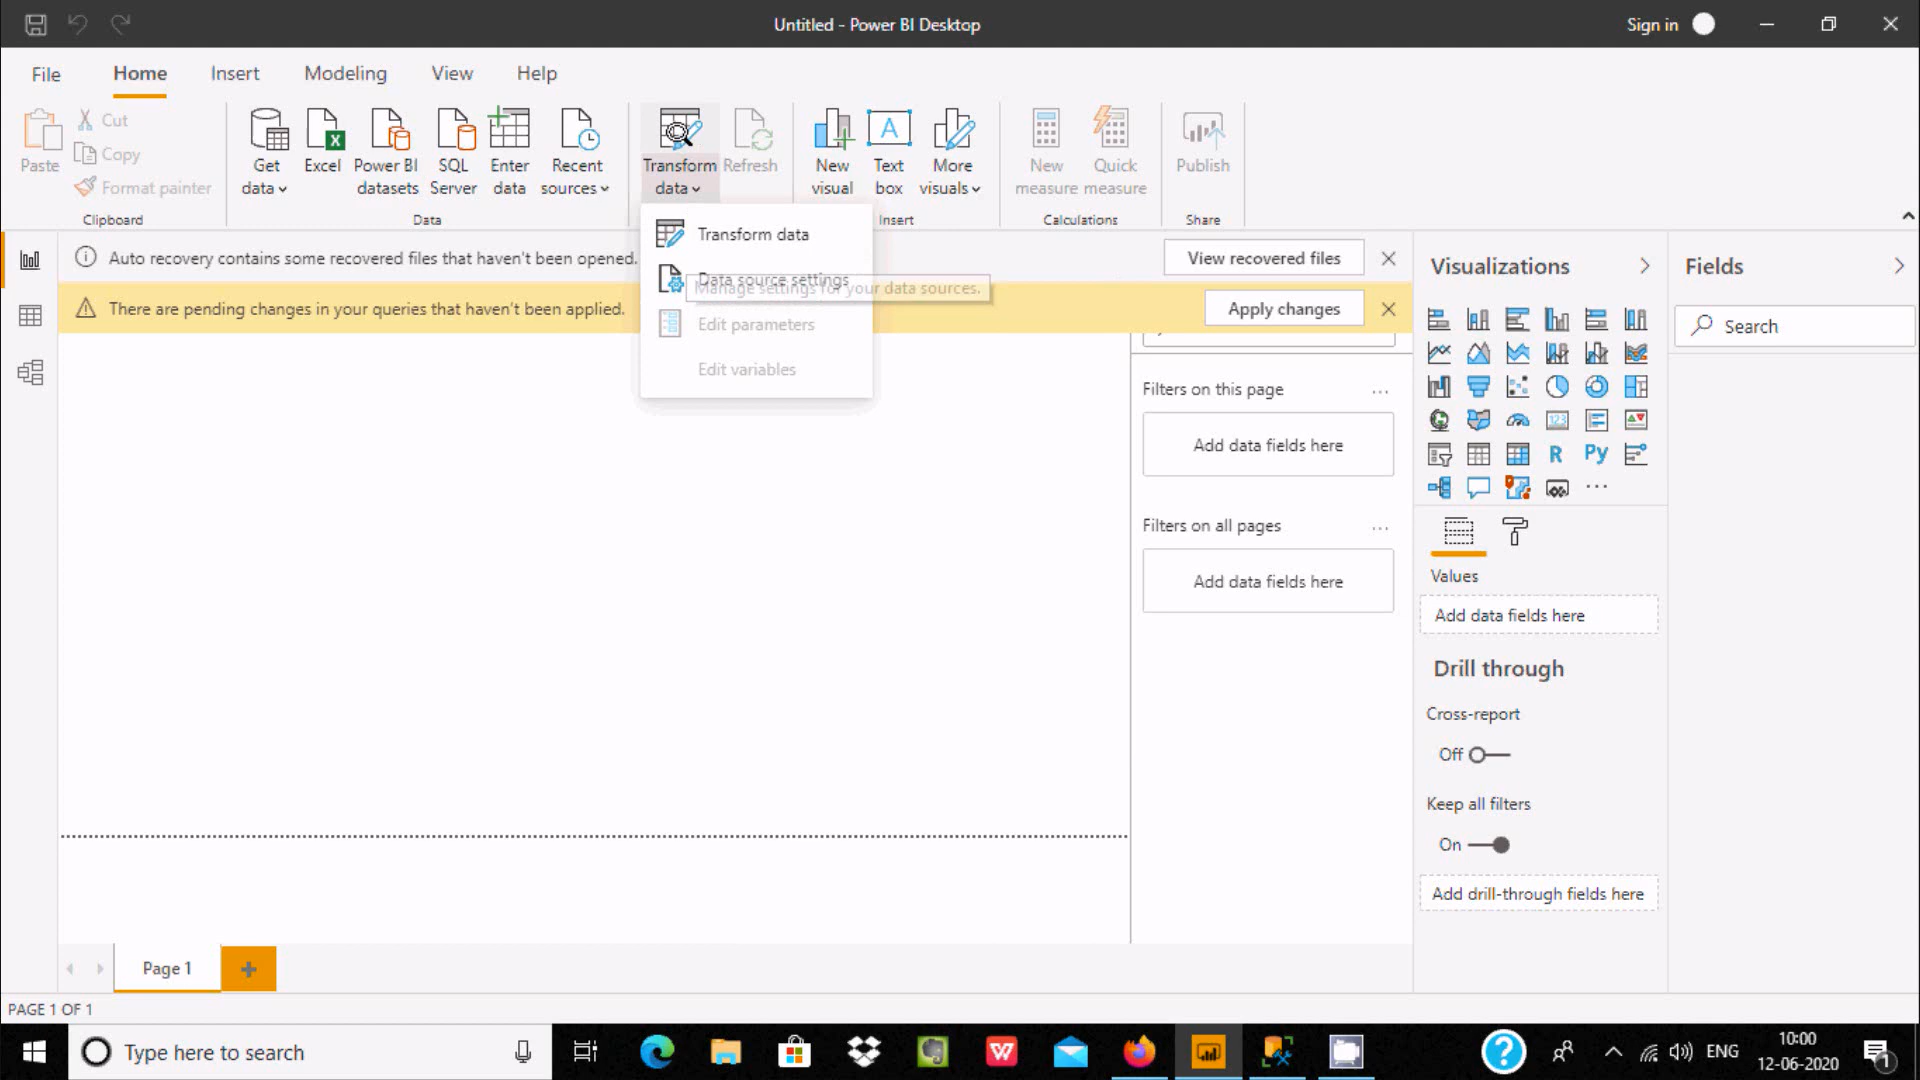 Untitled - Power BI Desktop
Sign in
File
Home
Insert
Modeling
View
Help
Paste
Cut
Copy
Format painter
Clipboard
Get
data
Excel
Power BI
datasets
SQL
Server
Enter
data
Recent
sources
Data
Transform
data
Refresh
New
visual
Text
box
More
visuals
Insert
New
measure
Quick
measure
Calculations
Publish
Share
Transform data
Data source settings
Manage settings for your data sources.
Edit parameters
Edit variables
Auto recovery contains some recovered files that haven't been opened.
View recovered files
There are pending changes in your queries that haven't been applied.
Apply changes
Filters on this page
Add data fields here
Filters on all pages
Add data fields here
Visualizations
123
R
Py
Values
Add data fields here
Drill through
Cross-report
Off
Keep all filters
On
Add drill-through fields here
Fields
Search
Page 1
PAGE 1 OF 1
Type here to search
ENG
10:00
12-06-2020
1